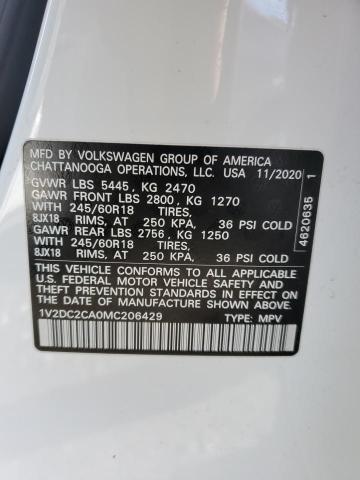 MFD BY VOLKSWAGEN GROUP OF AMERICA
CHATTANOOGA OPERATIONS, LLC. USA 11/2020
GVWR LBS 5445, KG 2470
GAWR FRONT LBS 2800, KG 1270
WITH 245/60R18 TIRES,
8JX18 RIMS, AT 250 KPA, 36 PSI COLD
GAWR REAR LBS 2756, KG 1250
WITH 245/60R18 TIRES,
8JX18 RIMS, AT 250 KPA, 36 PSI COLD
THIS VEHICLE CONFORMS TO ALL APPLICABLE
U.S. FEDERAL MOTOR VEHICLE SAFETY AND
THEFT PREVENTION STANDARDS IN EFFECT ON
THE DATE OF MANUFACTURE SHOWN ABOVE.
1V2DC2CA0MC206429 TYPE: MPV
4620635 1